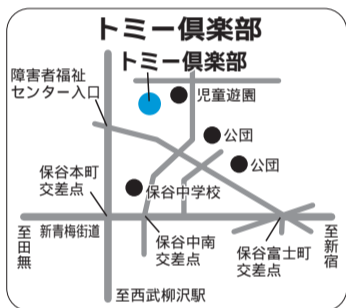 トミー倶楽部
トミー倶楽部
障害者福祉
センター入口
児童遊園
公団
公団
保谷本町
交差点
保谷中学校
新青梅街道
至田無
保谷中南
交差点
保谷富士町
交差点
至新宿
至西武柳沢駅